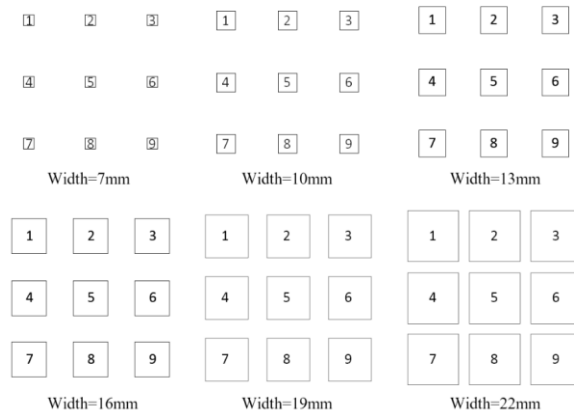 1 2 3 1 2 3 1 2 3
4 5 6 4 5 6 4 5 6
7 8 9 7 8 9 7 8 9
Width=7mm Width=10mm Width=13mm
1 2 3 1 2 3 1 2 3
4 5 6 4 5 6 4 5 6
7 8 9 7 8 9 7 8 9
Width=16mm Width=19mm Width=22mm